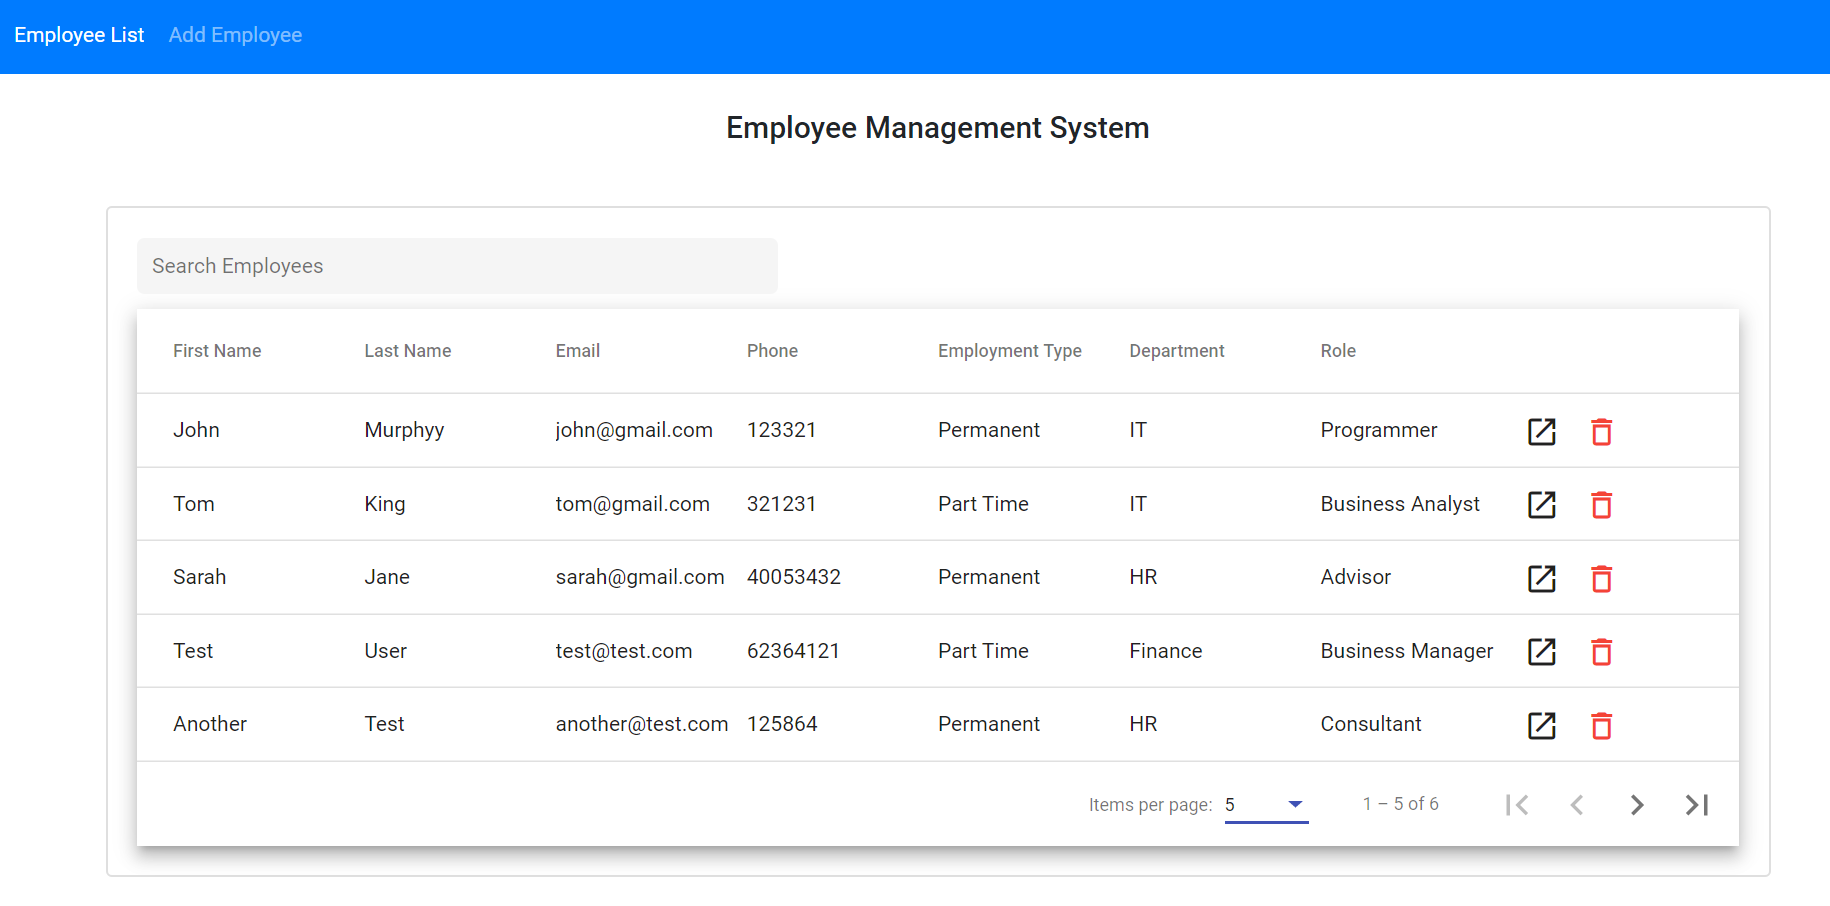 Employee List Add Employee
Employee Management System
Search Employees
First Name Last Name Email Phone Employment Type Department Role
John Murphyy john@gmail.com 123321 Permanent IT Programmer
Tom King tom@gmail.com 321231 Part Time IT Business Analyst
Sarah Jane sarah@gmail.com 40053432 Permanent HR Advisor
Test User test@test.com 62364121 Part Time Finance Business Manager
Another Test another@test.com 125864 Permanent HR Consultant
Items per page: 5 1 – 5 of 6